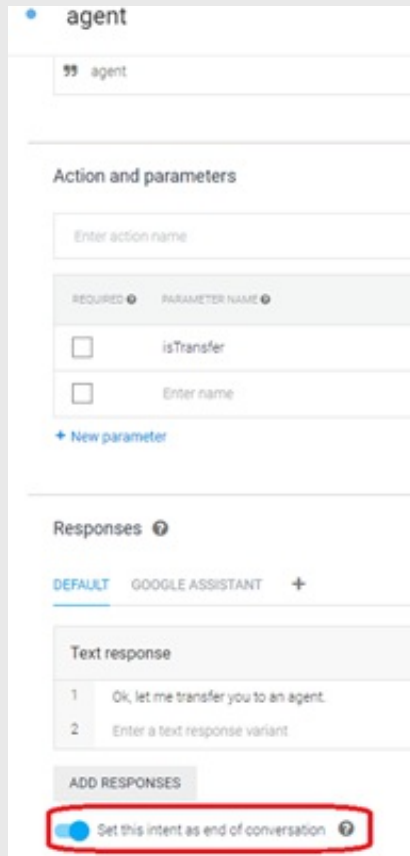 agent
agent
Action and parameters
Enter action name
REQUIRED PARAMETER NAME
isTransfer
Enter name
+ New parameter
Responses
DEFAULT GOOGLE ASSISTANT +
Text response
1 Ok, let me transfer you to an agent.
2 Enter a text response variant
ADD RESPONSES
Set this intent as end of conversation